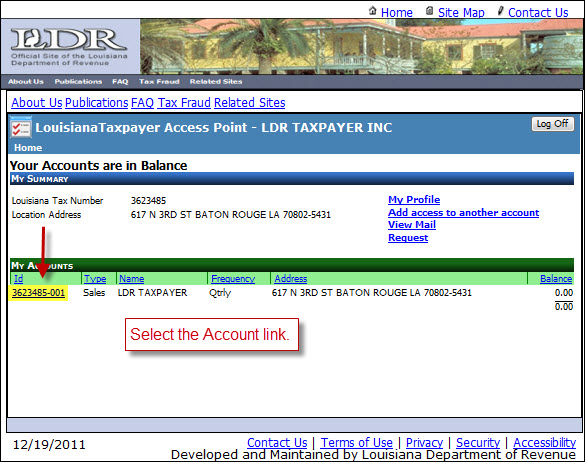 Home Site Map Contact Us
LDR
Official Site of the Louisiana
Department of Revenue
About Us Publications FAQ Tax Fraud Related Sites
About Us Publications FAQ Tax Fraud Related Sites
LouisianaTaxpayer Access Point - LDR TAXPAYER INC
Log Off
Home
Your Accounts are in Balance
My Summary
Louisiana Tax Number 3623485
Location Address 617 N 3RD ST BATON ROUGE LA 70802-5431
My Profile
Add access to another account
View Mail
Request
My Accounts
Id Type Name Frequency Address Balance
3623485-001 Sales LDR TAXPAYER Qtrly 617 N 3RD ST BATON ROUGE LA 70802-5431 0.00
0.00
Select the Account link.
12/19/2011
Contact Us | Terms of Use | Privacy | Security | Accessibility
Developed and Maintained by Louisiana Department of Revenue